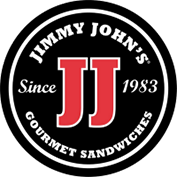 JIMMY JOHN'S®
Since JJ 1983
GOURMET SANDWICHES